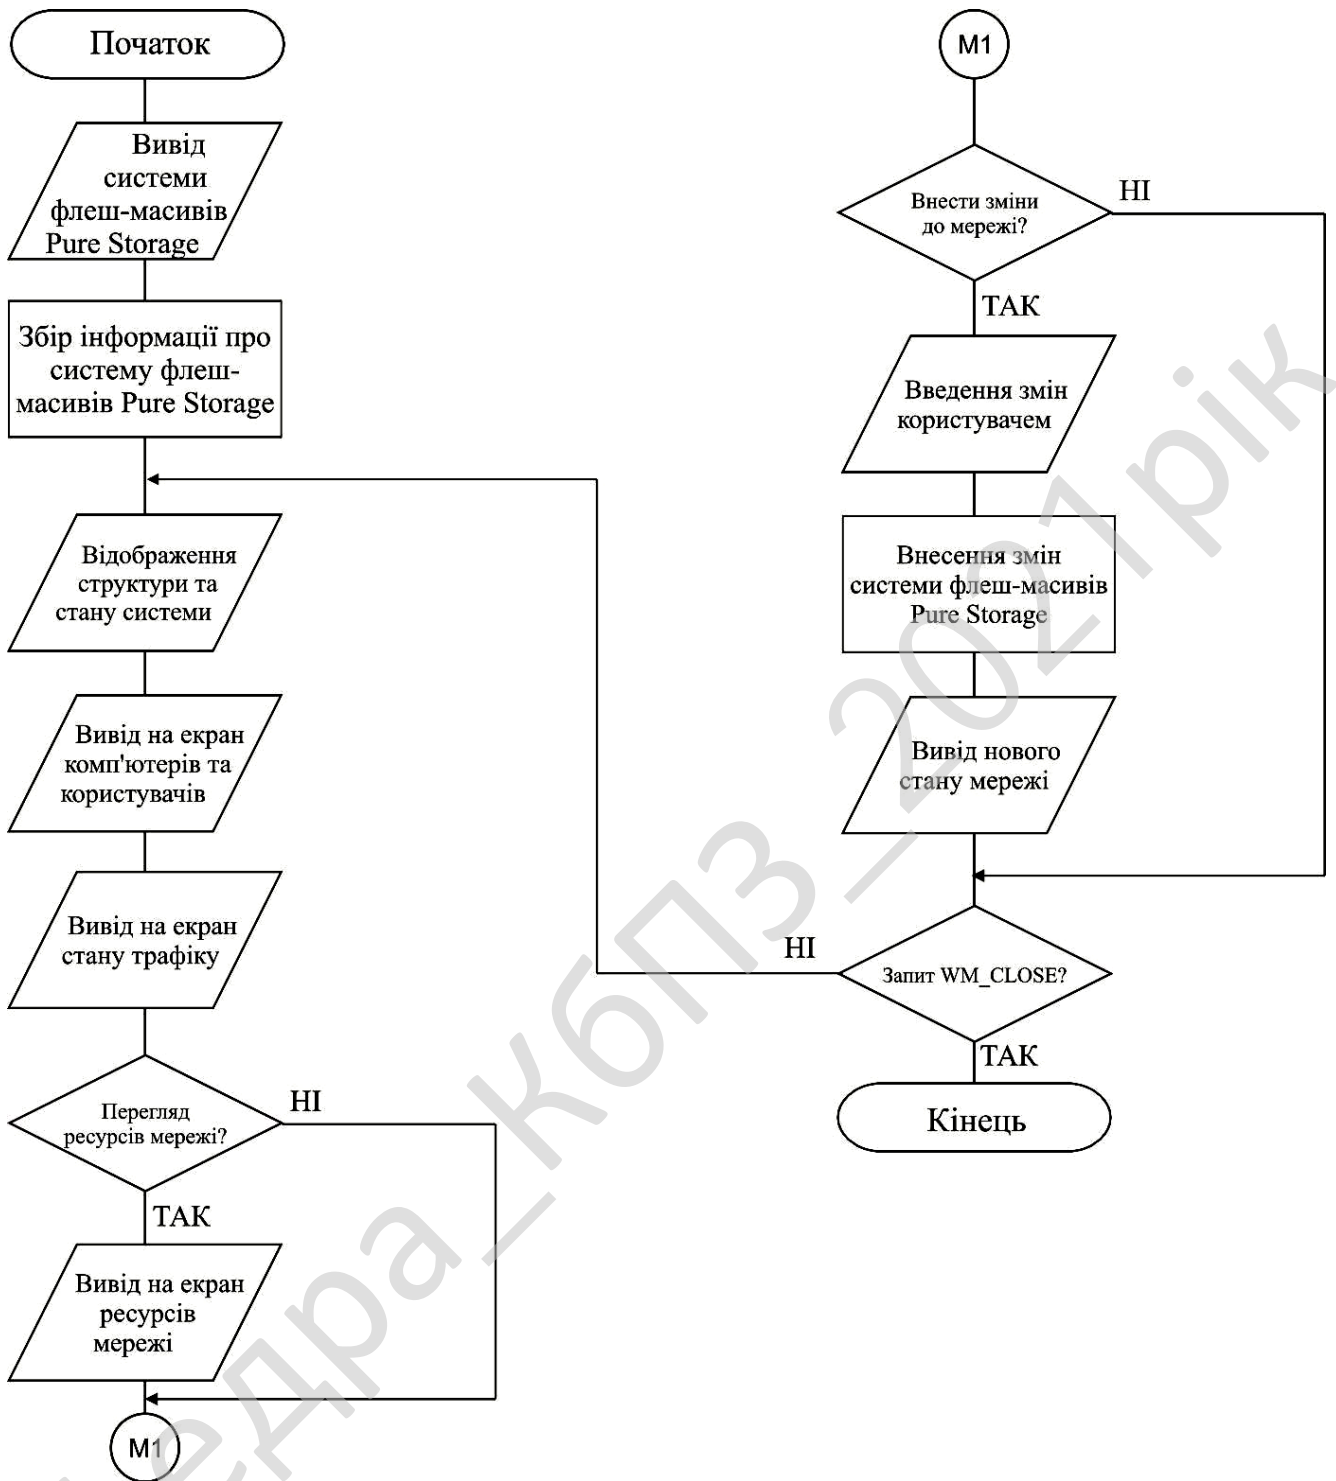 Початок
Вивід
системи
флеш-масивів
Pure Storage
Збір інформації про
систему флеш-
масивів Pure Storage
Відображення
структури та
стану системи
Вивід на екран
комп'ютерів та
користувачів
Вивід на екран
стану трафіку
Перегляд
ресурсів мережі?
НІ
ТАК
Вивід на екран
ресурсів
мережі
М1
М1
Внести зміни
до мережі?
НІ
ТАК
Введення змін
користувачем
Внесення змін
системи флеш-масивів
Pure Storage
Вивід нового
стану мережі
НІ
Запит WM_CLOSE?
ТАК
Кінець
едра_КбПЗ_2021рік